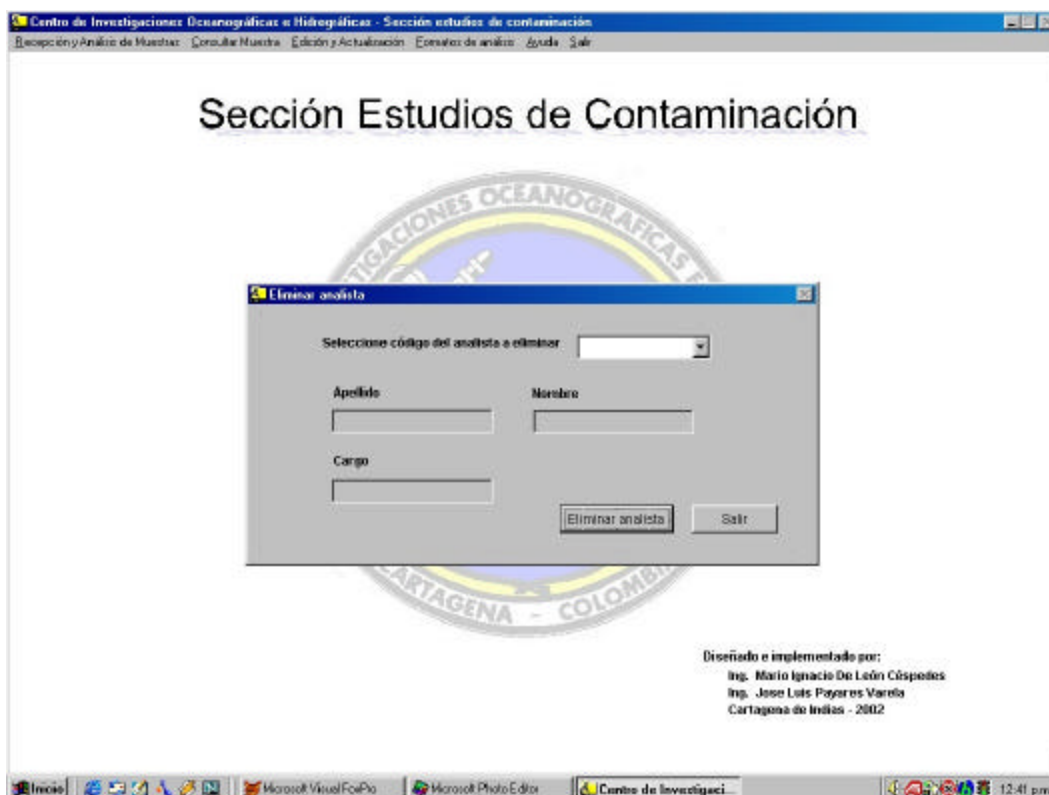 Centro de Investigaciones Oceanográficas e Hidrográficas - Sección estudios de contaminación
Recepción y Análisis de Muestras Consultar Muestra Edición y Actualización Formatos de análisis Ayuda Salir
Sección Estudios de Contaminación
OCEANOGRAFICAS
Eliminar analista
Seleccione código del analista a eliminar
Apellido Nombre
Cargo
Eliminar analista Salir
CARTAGENA - COLOMBI
Diseñado e implementado por:
Ing. Mario Ignacio De León Céspedes
Ing. Jose Luis Payares Varela
Cartagena de Indias - 2002
Inicio Microsoft Visual FoxPro Microsoft Photo Editor Centro de Investigaci... 12:41 p.m.